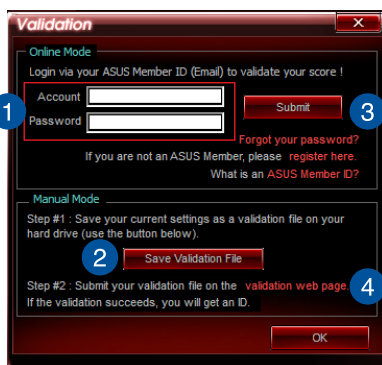 Validation
Online Mode
Login via your ASUS Member ID (Email) to validate your score !
1
Account
Password
Submit
3
Forgot your password?
If you are not an ASUS Member, please register here.
What is an ASUS Member ID?
Manual Mode
Step #1 : Save your current settings as a validation file on your
hard drive (use the button below).
2
Save Validation File
Step #2 : Submit your validation file on the validation web page.
4
If the validation succeeds, you will get an ID.
OK